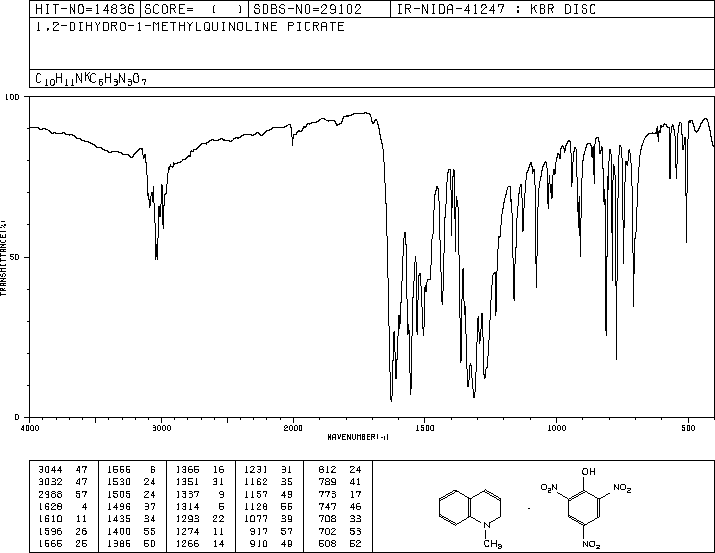 HIT-NO=14836 SCORE= ( ) SDBS-NO=29102 IR-NIDA-41247 : KBR DISC
1,2-DIHYDRO-1-METHYLQUINOLINE PICRATE
C10H11N·C6H3N3O7
100
50
0
TRANSMITTANCE(%)
4000 3000 2000 1500 1000 500
WAVENUMBER(-1)
3044 47 1566 6 1366 16 1231 31 812 24
3032 47 1530 24 1351 31 1162 35 789 41
2988 57 1505 24 1337 9 1157 49 773 17
1628 4 1496 37 1314 5 1128 55 747 46
1610 11 1435 34 1293 22 1077 39 708 33
1596 26 1400 55 1274 11 917 57 702 53
1565 25 1386 50 1266 14 910 49 508 52
OH
O2N NO2
N
CH3
NO2